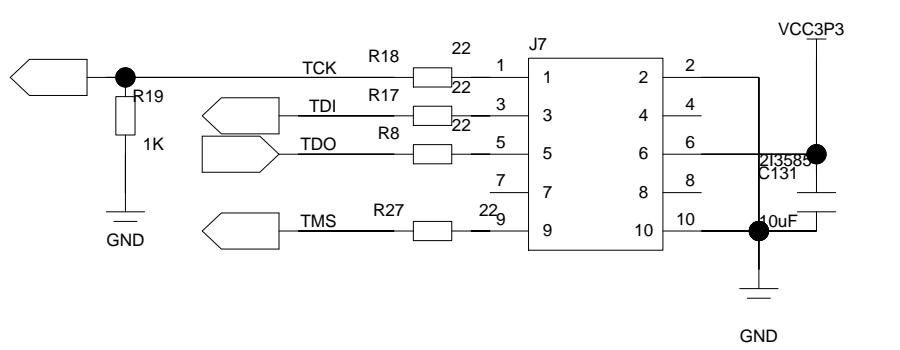 VCC3P3
J7
R18
22
TCK
1
1
2
2
R19
R17
22
TDI
3
3
4
4
1K
R8
22
TDO
5
5
6
6
2I3585
C131
7
7
8
8
R27
22
TMS
9
9
10
10
10uF
GND
GND